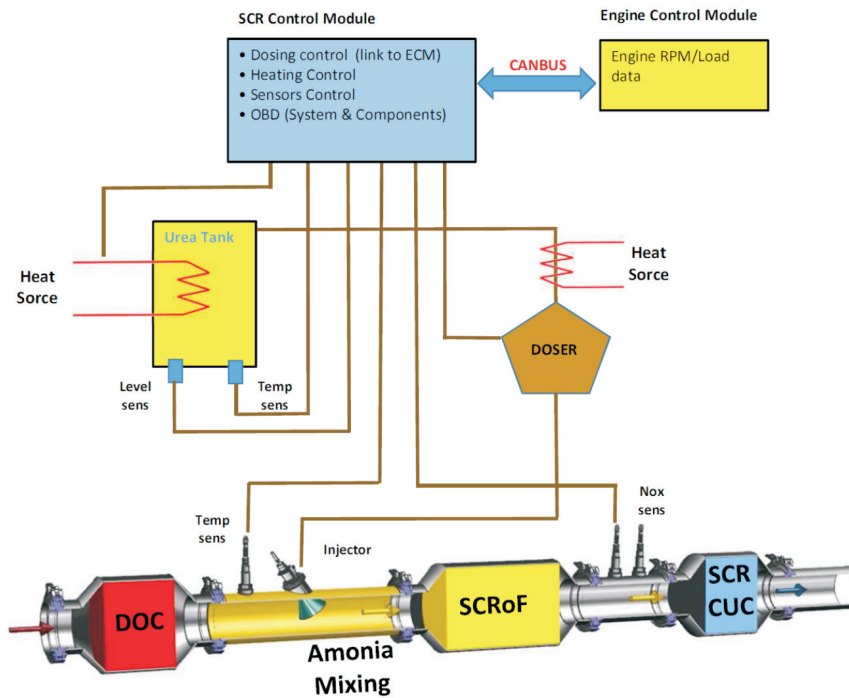 SCR Control Module
Engine Control Module
• Dosing control (link to ECM)
• Heating Control
• Sensors Control
• OBD (System & Components)
CANBUS
Engine RPM/Load
data
Urea Tank
Heat
Sorce
Heat
Sorce
DOSER
Level
sens
Temp
sens
Temp
sens
Injector
Nox
sens
DOC
SCRoF
SCR
CUC
Amonia
Mixing